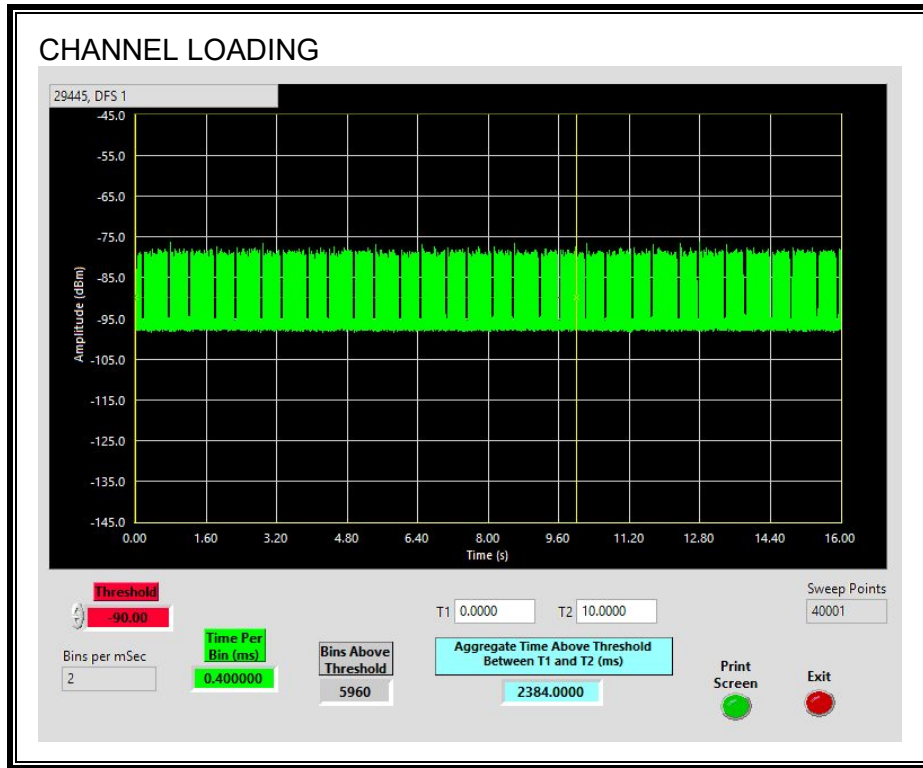 CHANNEL LOADING
29445, DFS 1
-45.0
-55.0
-65.0
-75.0
-85.0
-95.0
-105.0
-115.0
-125.0
-135.0
-145.0
Amplitude (dBm)
0.00 1.60 3.20 4.80 6.40 8.00 9.60 11.20 12.80 14.40 16.00
Time (s)
Threshold
-90.00
Bins per mSec
2
Time Per
Bin (ms)
0.400000
Bins Above
Threshold
5960
T1 0.0000 T2 10.0000
Aggregate Time Above Threshold
Between T1 and T2 (ms)
2384.0000
Sweep Points
40001
Print
Screen
Exit